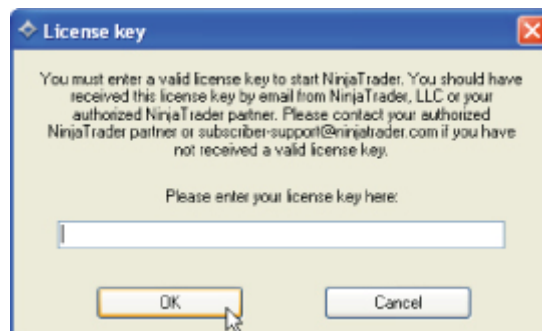 License key
You must enter a valid license key to start NinjaTrader. You should have
received this license key by email from NinjaTrader, LLC or your
authorized NinjaTrader partner. Please contact your authorized
NinjaTrader partner or subscriber-support@ninjatrader.com if you have
not received a valid license key.
Please enter your license key here:
OK
Cancel